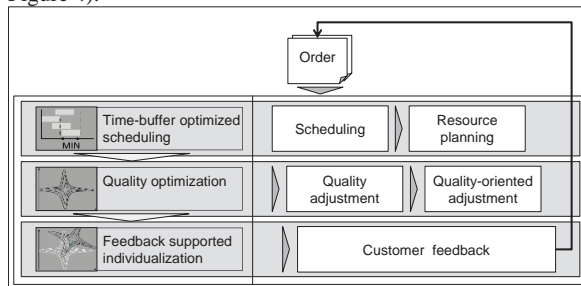 Figure 4).
Order
Time-buffer optimized
scheduling
MIN
Scheduling
Resource
planning
Quality optimization
Quality
adjustment
Quality-oriented
adjustment
Feedback supported
individualization
Customer feedback